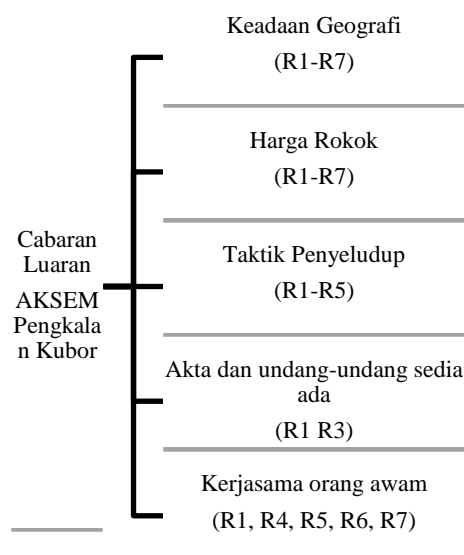 Cabaran
Luaran
AKSEM
Pengkala
n Kubor
Keadaan Geografi
(R1-R7)
Harga Rokok
(R1-R7)
Taktik Penyeludup
(R1-R5)
Akta dan undang-undang sedia
ada
(R1 R3)
Kerjasama orang awam
(R1, R4, R5, R6, R7)